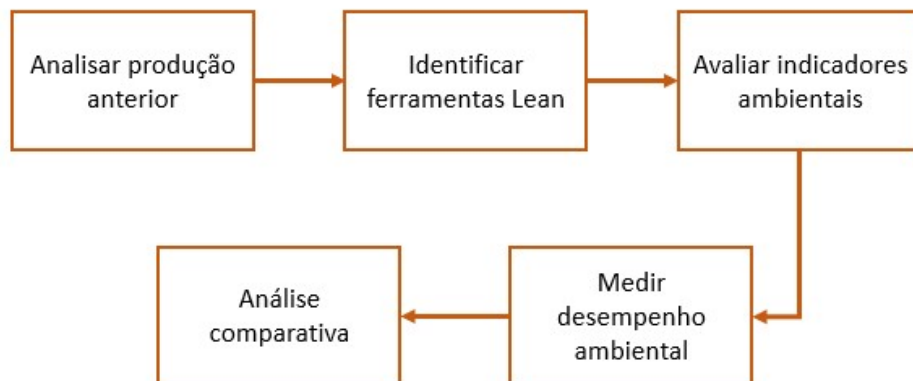 Analisar produção
anterior
Identificar
ferramentas Lean
Avaliar indicadores
ambientais
Medir
desempenho
ambiental
Análise
comparativa